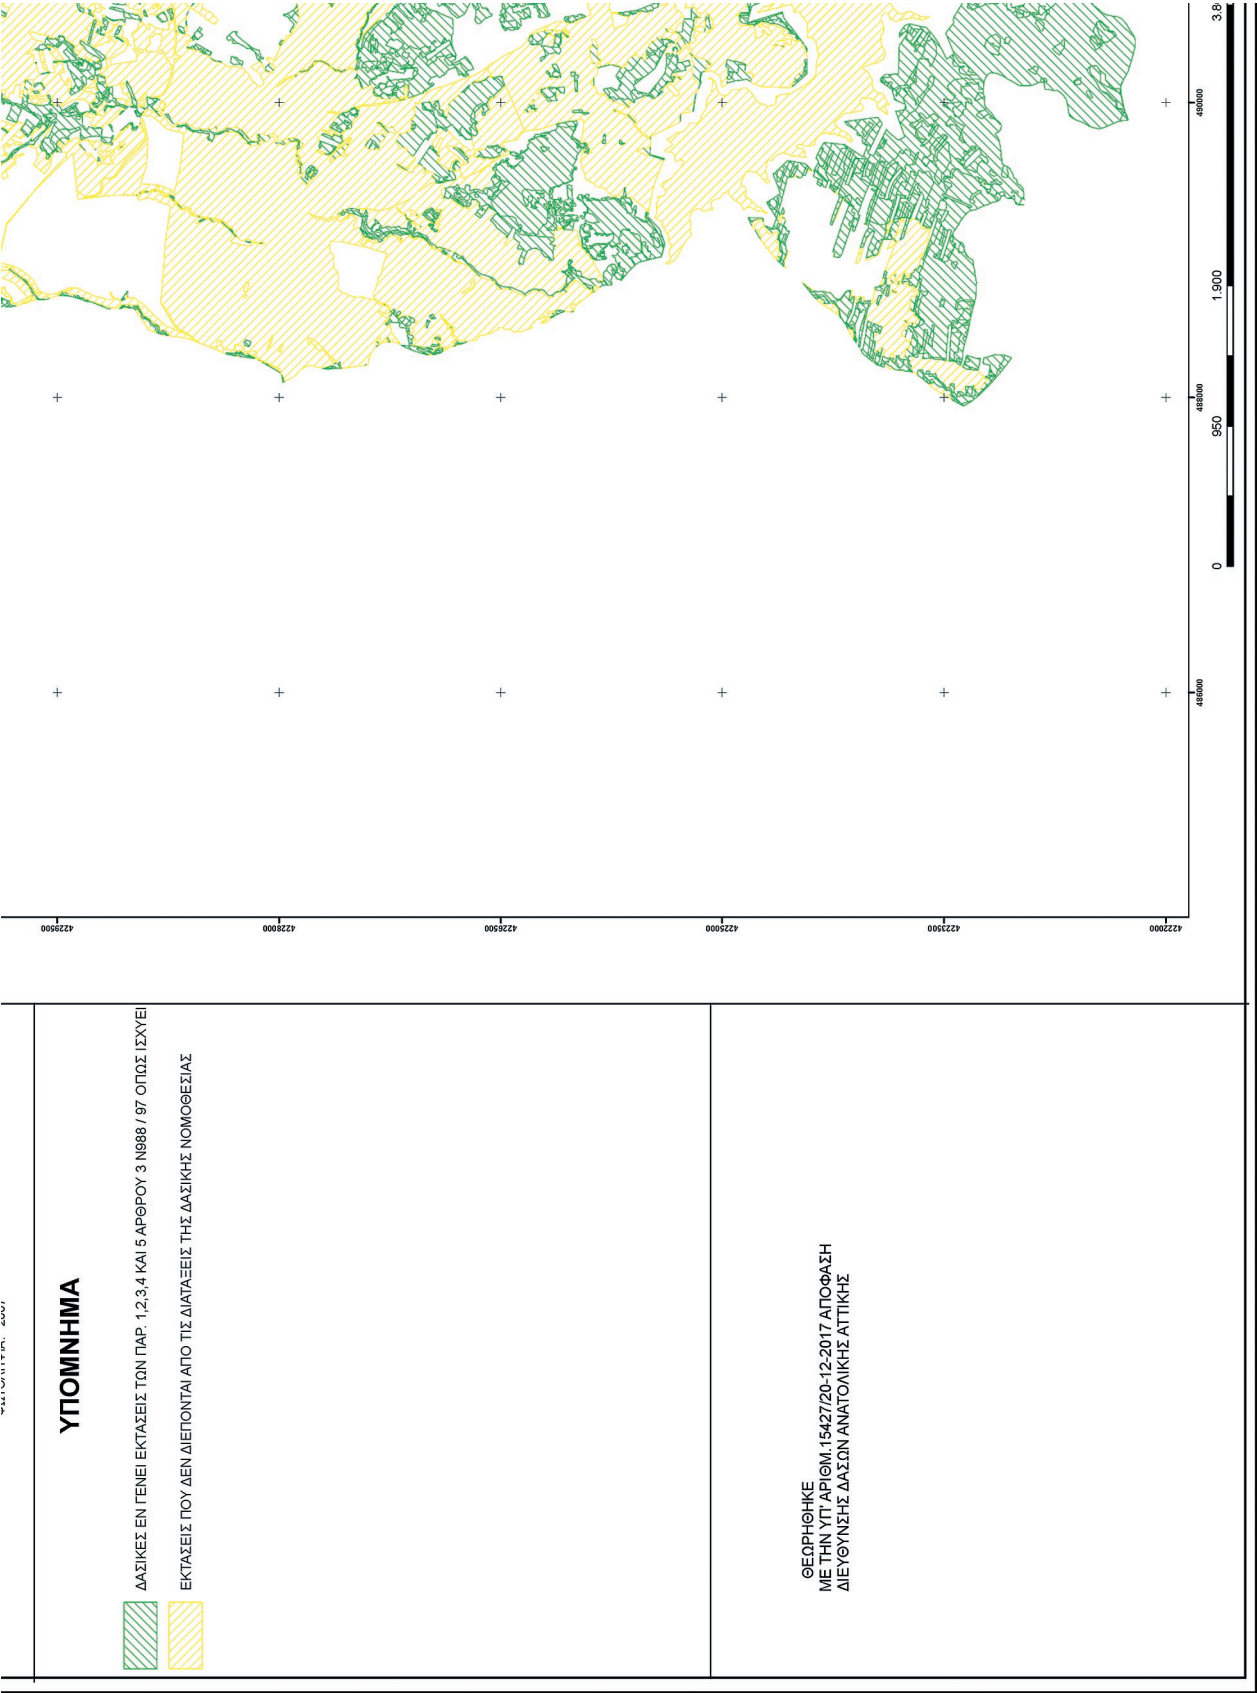 ΥΠΟΜΝΗΜΑ
ΔΑΣΙΚΕΣ ΕΝ ΓΕΝΕΙ ΕΚΤΑΣΕΙΣ ΤΩΝ ΠΑΡ. 1,2,3,4 ΚΑΙ 5 ΑΡΘΡΟΥ 3 Ν988 / 97 ΟΠΩΣ ΙΣΧΥΕΙ
ΕΚΤΑΣΕΙΣ ΠΟΥ ΔΕΝ ΔΙΕΠΟΝΤΑΙ ΑΠΟ ΤΙΣ ΔΙΑΤΑΞΕΙΣ ΤΗΣ ΔΑΣΙΚΗΣ ΝΟΜΟΘΕΣΙΑΣ
ΘΕΩΡΗΘΗΚΕ
ΜΕ ΤΗΝ ΥΠ' ΑΡΙΘΜ.15427/20-12-2017 ΑΠΟΦΑΣΗ
ΔΙΕΥΘΥΝΣΗΣ ΔΑΣΩΝ ΑΝΑΤΟΛΙΚΗΣ ΑΤΤΙΚΗΣ
4229500
4228000
4226500
4225000
4223500
4222000
486000
488000
490000
0
950
1.900